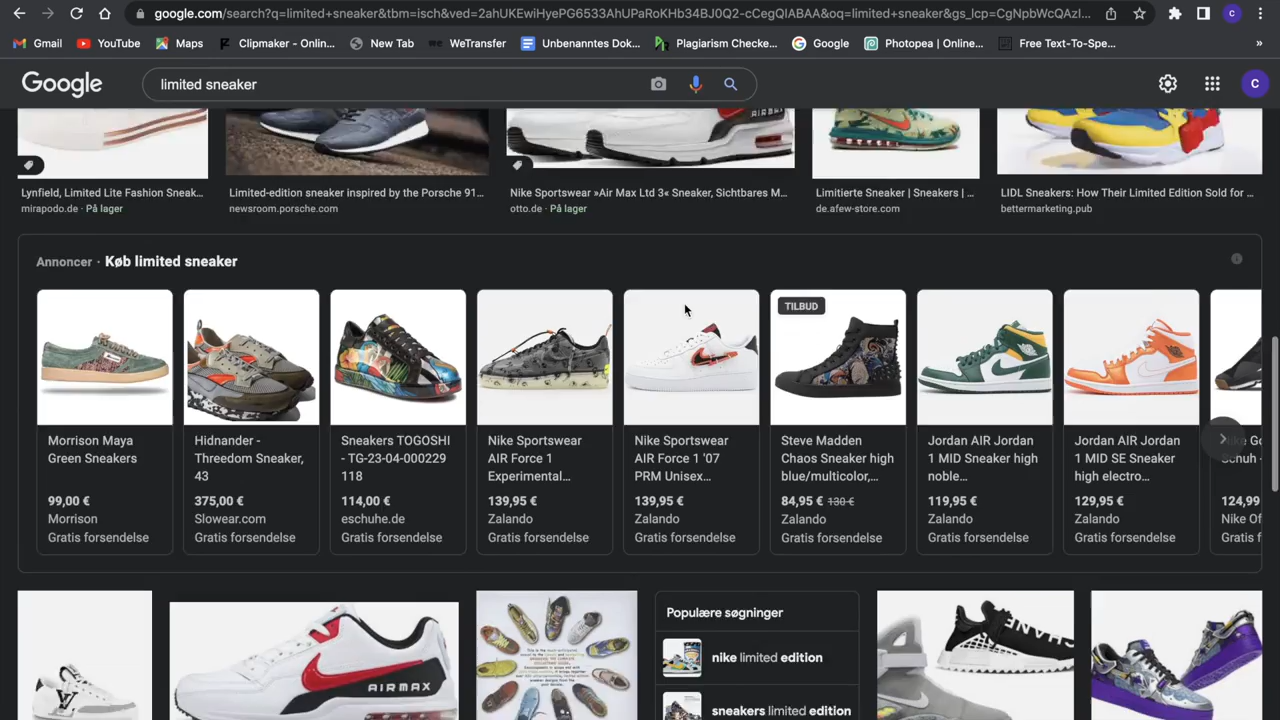 google.com/search?q=limited+sneaker&tbm=isch&ved=2ahUKEwiHyePG6533AhUPaRoKHb34BJ0Q2-cCegQIABAA&oq=limited+sneaker&gs_lcp=CgNpbWcQAzI...
Gmail YouTube Maps Clipmaker - Onlin... New Tab WeTransfer Unbenanntes Dok... Plagiarism Checke... Google Photopea | Online... Free Text-To-Spe... »
Google limited sneaker C
Lynfield, Limited Lite Fashion Sneak... Limited-edition sneaker inspired by the Porsche 91... Nike Sportswear »Air Max Ltd 3« Sneaker, Sichtbares M... Limitierte Sneaker | Sneakers | ... LIDL Sneakers: How Their Limited Edition Sold for ...
mirapodo.de · På lager newsroom.porsche.com otto.de · På lager de.afew-store.com bettermarketing.pub
Annoncer · Køb limited sneaker
TILBUD
Morrison Maya
Green Sneakers
99,00 €
Morrison
Gratis forsendelse
Hidnander -
Threedom Sneaker,
43
375,00 €
Slowear.com
Gratis forsendelse
Sneakers TOGOSHI
- TG-23-04-000229
118
114,00 €
eschuhe.de
Gratis forsendelse
Nike Sportswear
AIR Force 1
Experimental...
139,95 €
Zalando
Gratis forsendelse
Nike Sportswear
AIR Force 1 '07
PRM Unisex...
139,95 €
Zalando
Gratis forsendelse
Steve Madden
Chaos Sneaker high
blue/multicolor,...
84,95 € 130 €
Zalando
Gratis forsendelse
Jordan AIR Jordan
1 MID Sneaker high
noble...
119,95 €
Zalando
Gratis forsendelse
Jordan AIR Jordan
1 MID SE Sneaker
high electro...
129,95 €
Zalando
Gratis forsendelse
Nike Go
Schuh -
124,99
Nike Of
Gratis f
Populære søgninger
nike limited edition
sneakers limited edition
AIRMAX